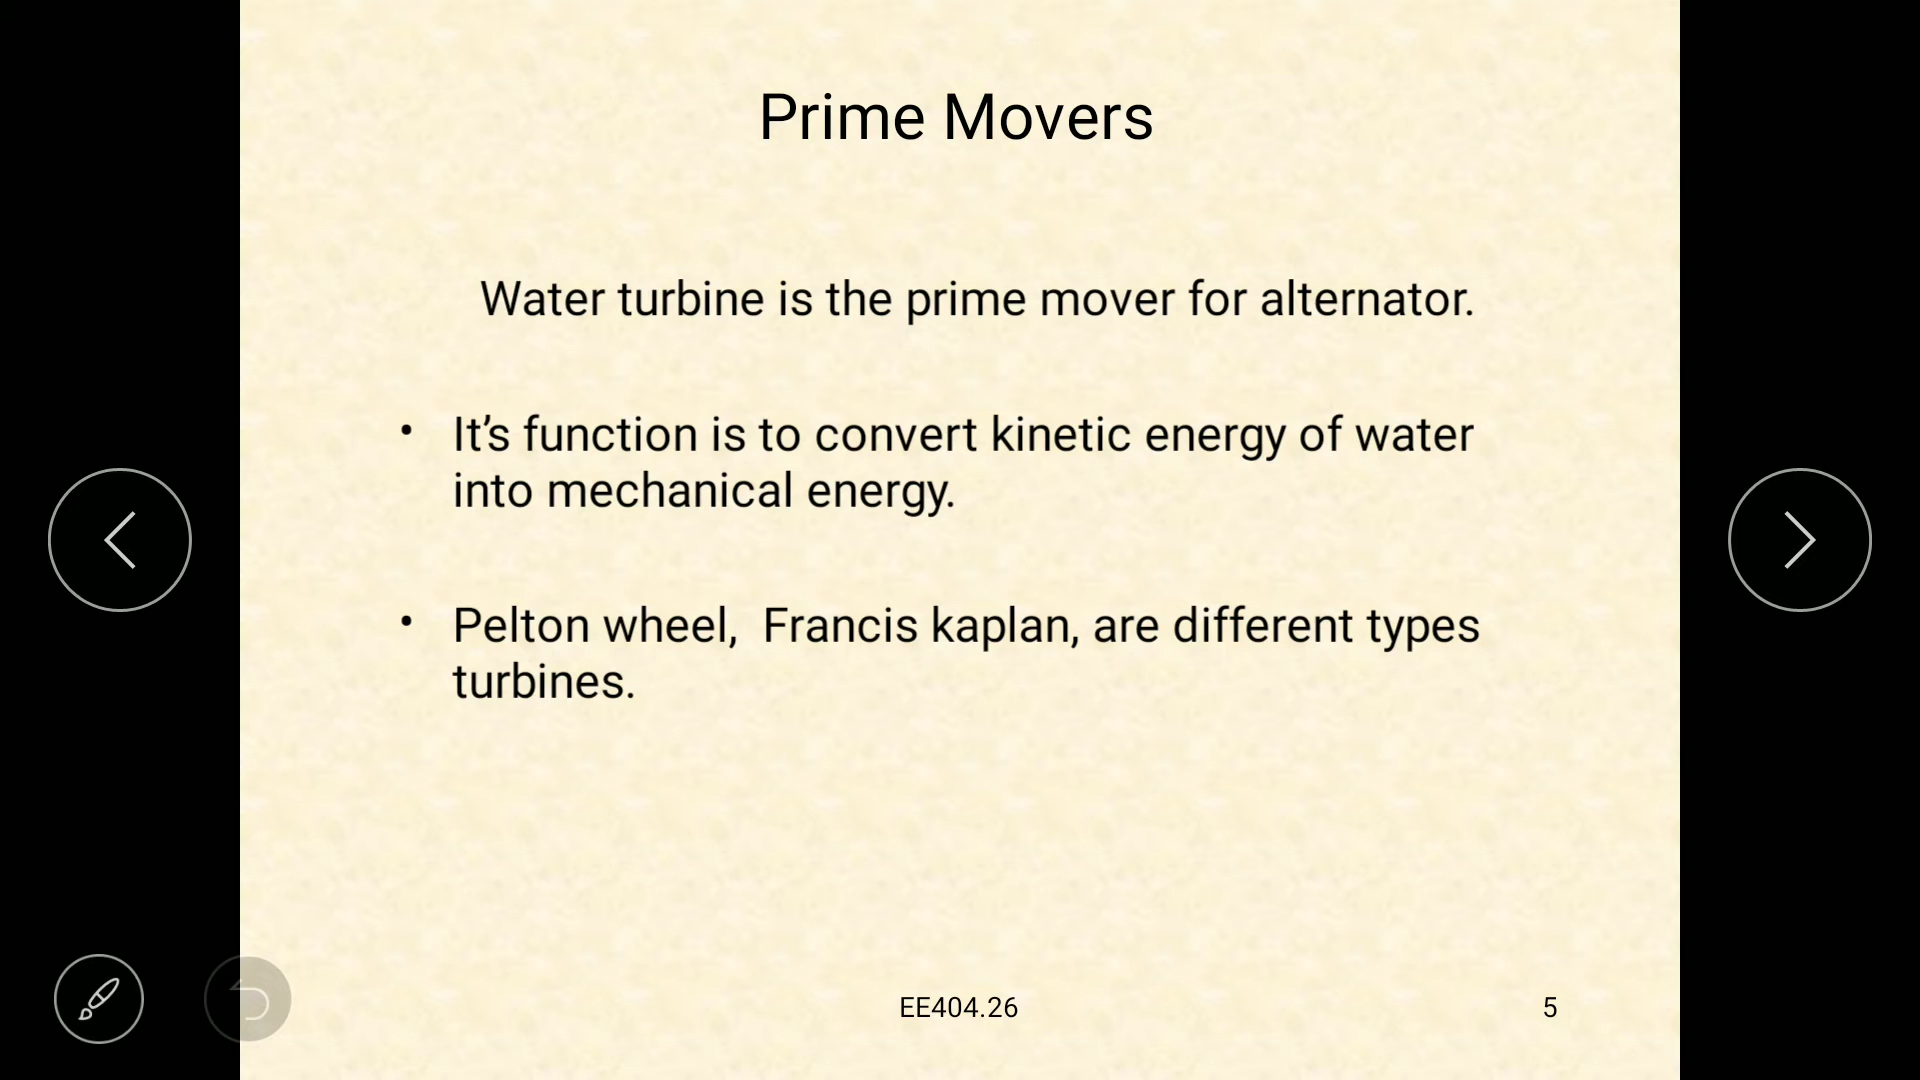 Prime Movers
Water turbine is the prime mover for alternator.
• It’s function is to convert kinetic energy of water
into mechanical energy.
• Pelton wheel,  Francis kaplan, are different types
turbines.
EE404.26
5